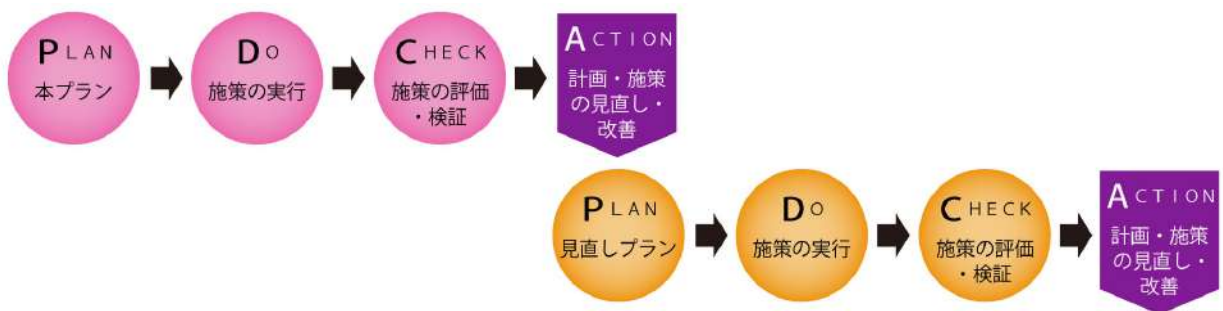 PLAN
本プラン
DO
施策の実行
CHECK
施策の評価
・検証
ACTION
計画・施策
の見直し・
改善
PLAN
見直しプラン
DO
施策の実行
CHECK
施策の評価
・検証
ACTION
計画・施策
の見直し・
改善